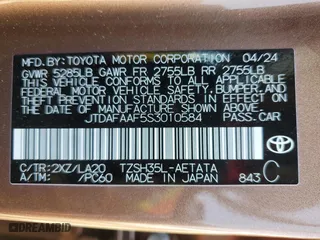 MFD. BY:TOYOTA MOTOR CORPORATION 04/24
GVWR 5285LB GAWR FR 2755LB RR 2755LB
THIS VEHICLE CONFORMS TO ALL APPLICABLE
FEDERAL MOTOR VEHICLE SAFETY, BUMPER, AND
THEFT PREVENTION STANDARDS IN EFFECT ON THE
DATE OF MANUFACTURE SHOWN ABOVE.
JTDAFAAF5S3010584 PASS.CAR
C/TR:2XZ/LA20 TZSH35L-AETATA C
A/TM: /PC60 MADE IN JAPAN 843
TOYOTA
DREAMBID